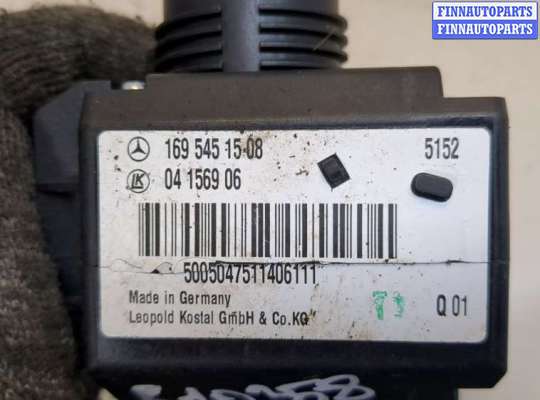 FINNAUTOPARTS
FINNAUTOPARTS
169 545 15 08 5152
LK 04 1569 06
5005047511406111
Made in Germany
Leopold Kostal GmbH & Co.KG Q 01